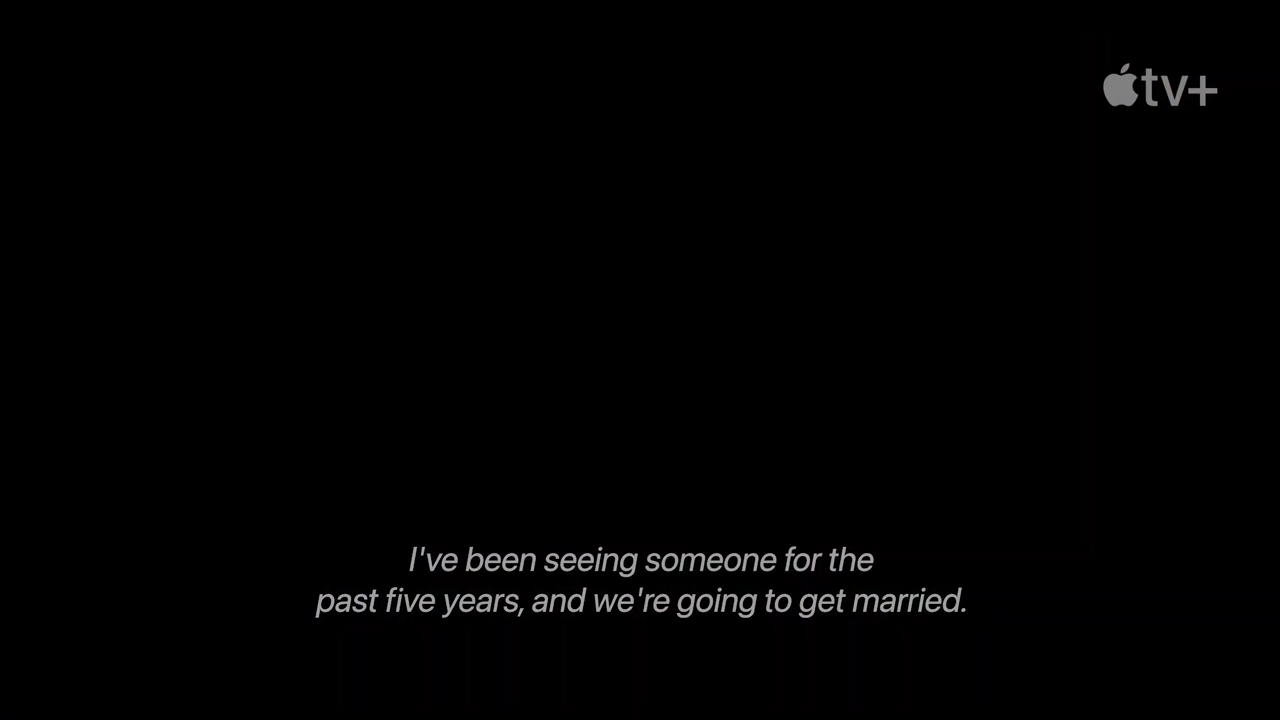 tv+
I've been seeing someone for the
past five years, and we're going to get married.